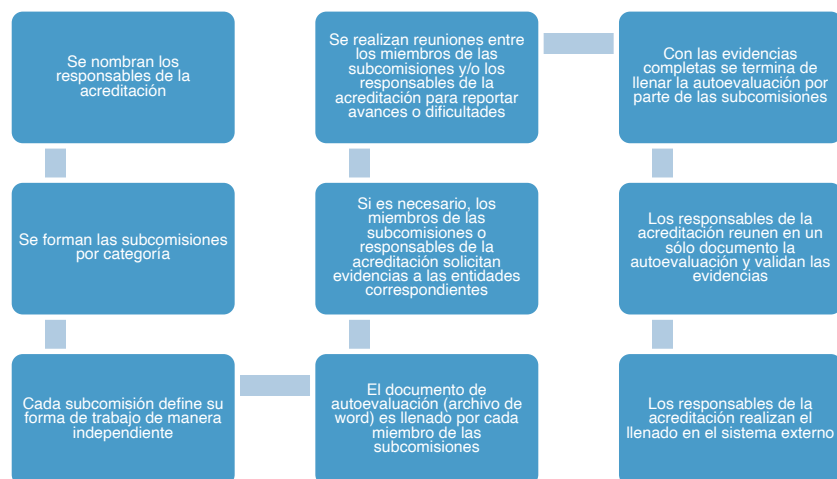 Se nombran los
responsables de la
acreditación
Se forman las subcomisiones
por categoría
Cada subcomisión define su
forma de trabajo de manera
independiente
El documento de
autoevaluación (archivo de
word) es llenado por cada
miembro de las
subcomisiones
Si es necesario, los
miembros de las
subcomisiones o
responsables de la
acreditación solicitan
evidencias a las entidades
correspondientes
Se realizan reuniones entre
los miembros de las
subcomisiones y/o los
responsables de la
acreditación para reportar
avances o dificultades
Con las evidencias
completas se termina de
llenar la autoevaluación por
parte de las subcomisiones
Los responsables de la
acreditación reunen en un
sólo documento la
autoevaluación y validan las
evidencias
Los responsables de la
acreditación realizan el
llenado en el sistema externo